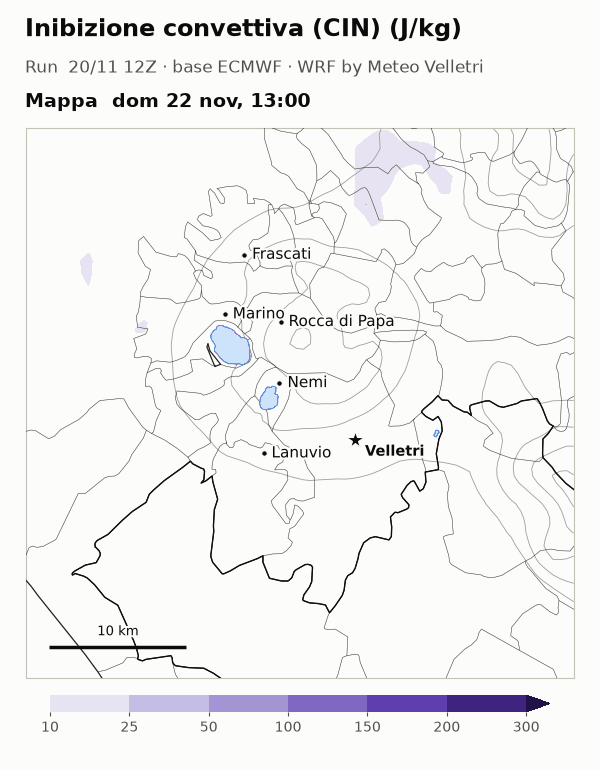 Inibizione convettiva (CIN) (J/kg)
Run  20/11 12Z · base ECMWF · WRF by Meteo Velletri
Mappa  dom 22 nov, 13:00
Frascati
Marino
Rocca di Papa
Nemi
Velletri
Lanuvio
10 km
10 25 50 100 150 200 300